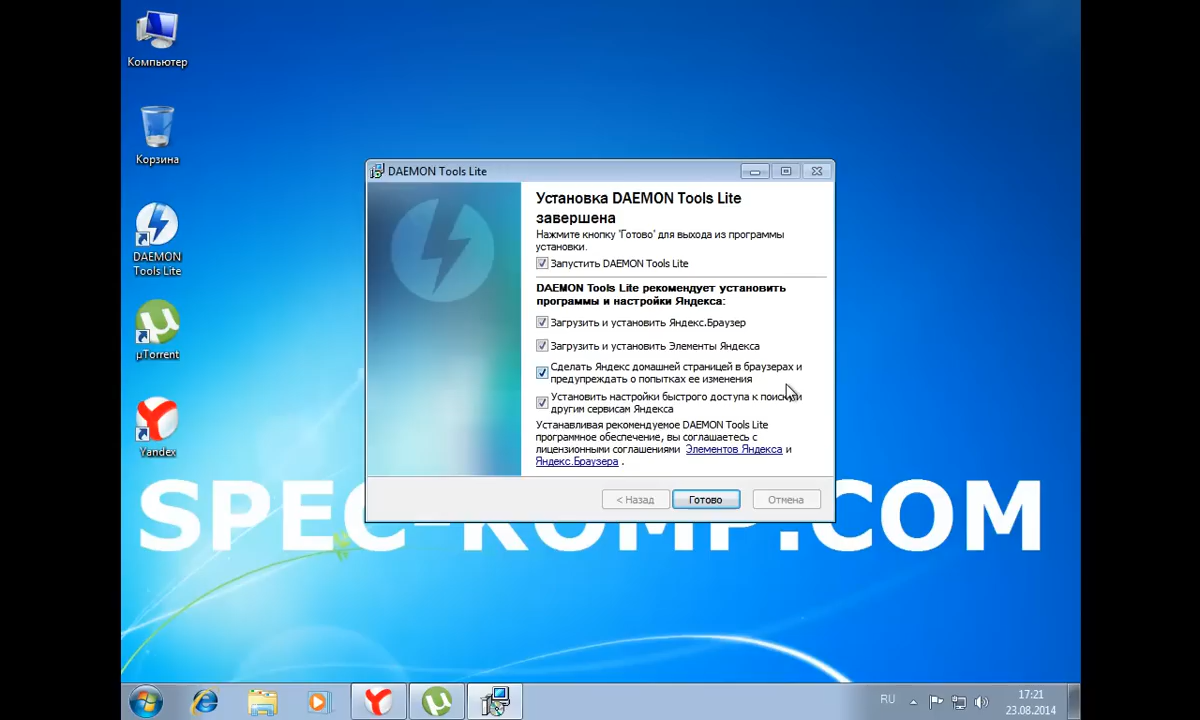 Компьютер
Корзина
DAEMON
Tools Lite
µTorrent
Yandex
DAEMON Tools Lite
Установка DAEMON Tools Lite
завершена
Нажмите кнопку 'Готово' для выхода из программы
установки.
Запустить DAEMON Tools Lite
DAEMON Tools Lite рекомендует установить
программы и настройки Яндекса:
Загрузить и установить Яндекс.Браузер
Загрузить и установить Элементы Яндекса
Сделать Яндекс домашней страницей в браузерах и
предупреждать о попытках ее изменения
Установить настройки быстрого доступа к поиску и
другим сервисам Яндекса
Устанавливая рекомендуемое DAEMON Tools Lite
программное обеспечение, вы соглашаетесь с
лицензионными соглашениями Элементов Яндекса и
Яндекс.Браузера .
< Назад
Готово
Отмена
SPEC-KOMP.COM
RU
17:21
23.08.2014